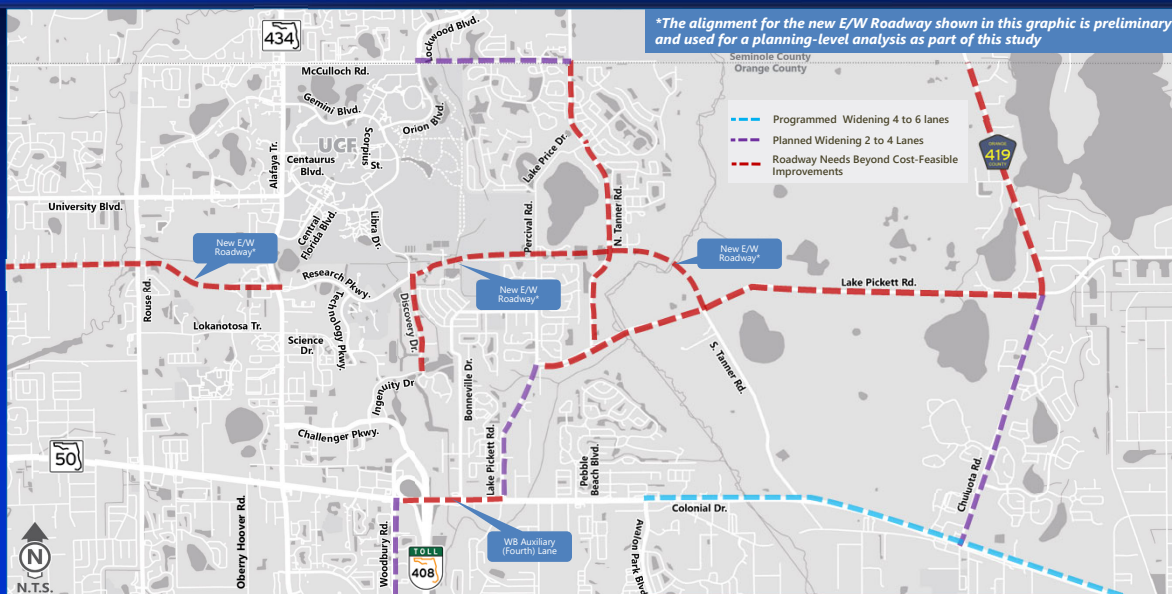 *The alignment for the new E/W Roadway shown in this graphic is preliminary
and used for a planning-level analysis as part of this study
434
Lockwood Blvd.
Seminole County
Orange County
McCulloch Rd.
Gemini Blvd.
Orion Blvd.
UCF
Scorpius
St.
Centaurus
Blvd.
Alafaya Tr.
Lake Price Dr.
Programmed Widening 4 to 6 lanes
Planned Widening 2 to 4 Lanes
Roadway Needs Beyond Cost-Feasible
Improvements
ORANGE
419
COUNTY
University Blvd.
Central
Florida Blvd.
Libra Dr.
Percival Rd.
N. Tanner Rd.
New E/W
Roadway*
New E/W
Roadway*
New E/W
Roadway*
Rouse Rd.
Research Pkwy.
Technology Pkwy.
Discovery Dr.
Lake Pickett Rd.
Lokanotosa Tr.
Science
Dr.
S. Tanner Rd.
Ingenuity Dr
Bonneville Dr.
Challenger Pkwy.
Lake Pickett Rd.
Pebble
Beach Blvd.
Chuluota Rd.
50
Colonial Dr.
Oberry Hoover Rd.
Woodbury Rd.
WB Auxiliary
(Fourth) Lane
Avalon Park Blvd
TOLL
408
N
N.T.S.